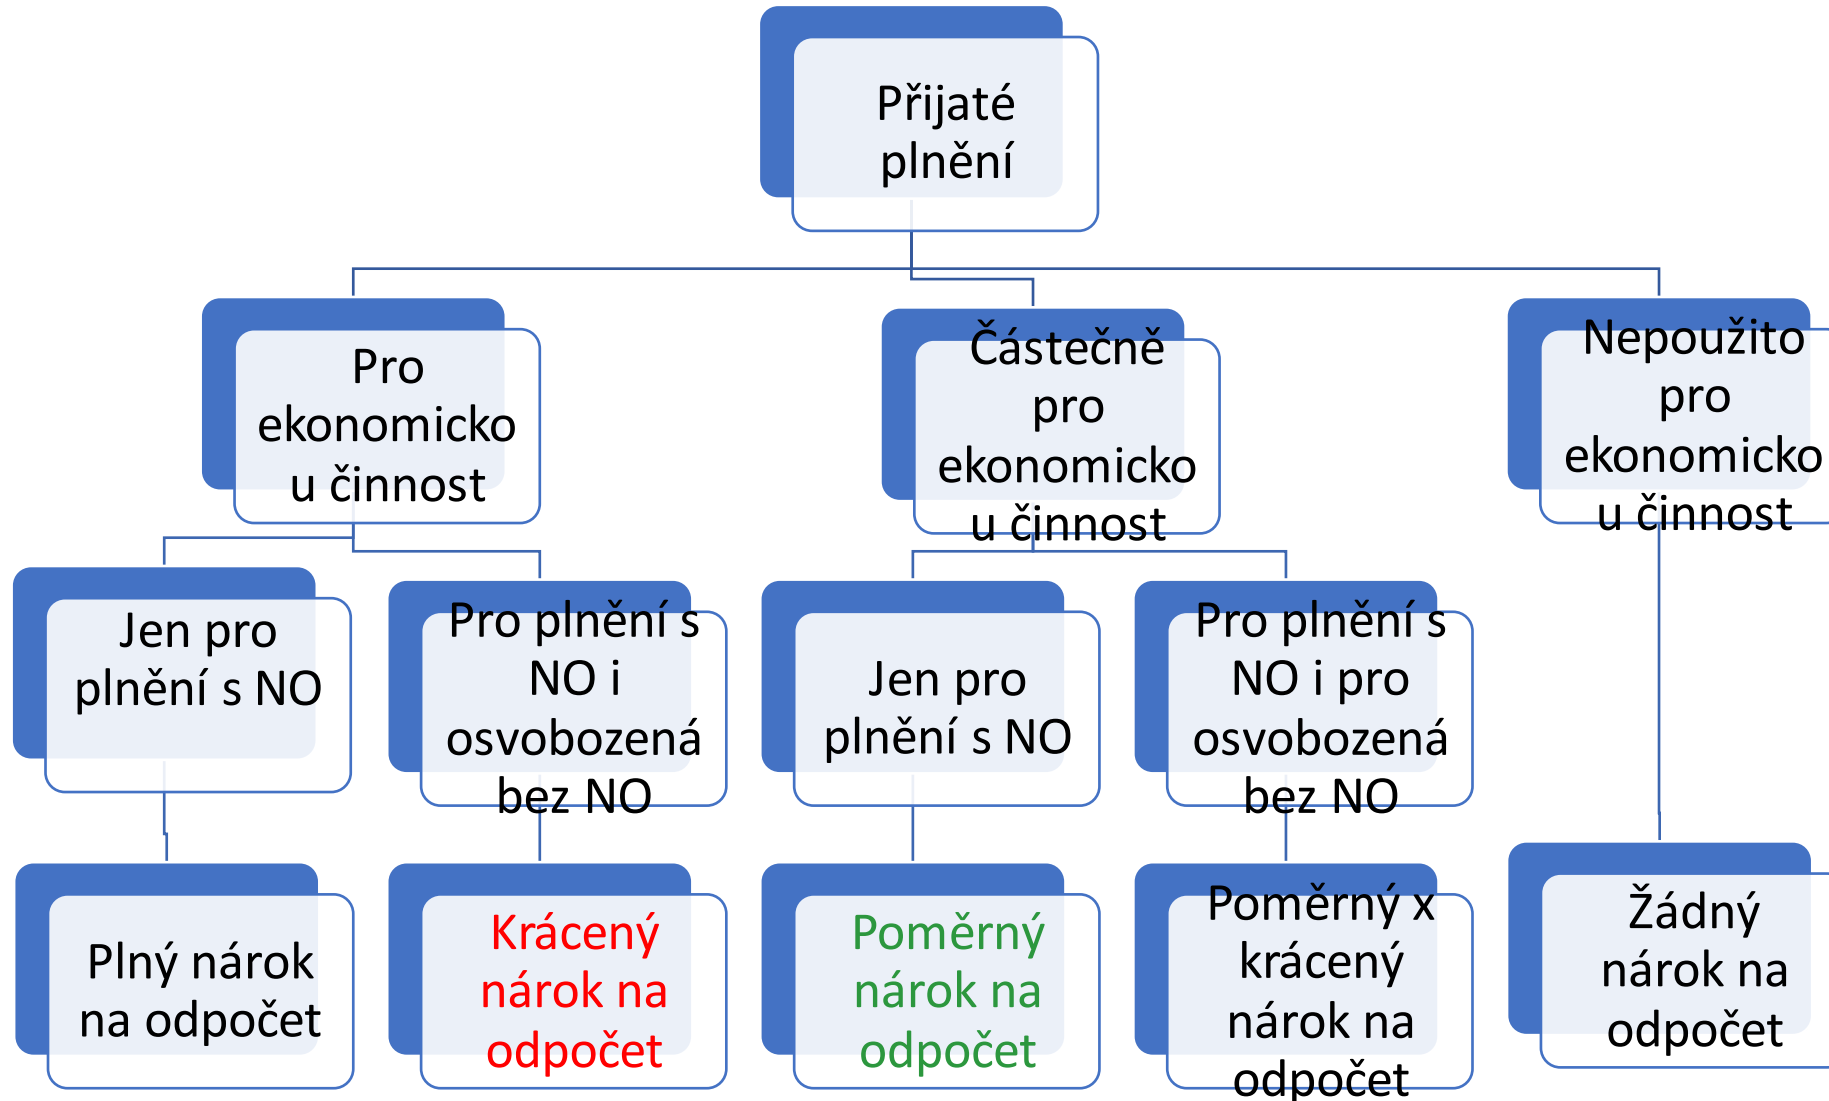 Přijaté
plnění
Pro
ekonomicko
u činnost
Částečně
pro
ekonomicko
u činnost
Nepoužito
pro
ekonomicko
u činnost
Jen pro
plnění s NO
Pro plnění s
NO i
osvobozená
bez NO
Jen pro
plnění s NO
Pro plnění s
NO i pro
osvobozená
bez NO
Plný nárok
na odpočet
Krácený
nárok na
odpočet
Poměrný
nárok na
odpočet
Poměrný x
krácený
nárok na
odpočet
Žádný
nárok na
odpočet